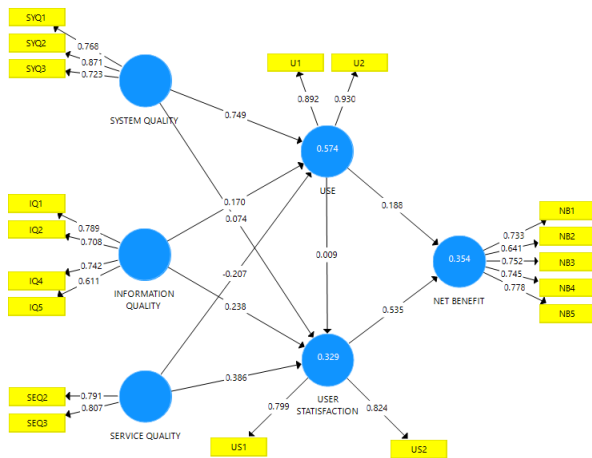 SYQ1
SYQ2
SYQ3
0.768
0.871
0.723
SYSTEM QUALITY
U1
U2
0.892
0.930
0.574
USE
0.749
0.170
0.074
-0.207
0.188
0.009
IQ1
IQ2
IQ4
IQ5
0.789
0.708
0.742
0.611
INFORMATION
QUALITY
0.238
0.535
0.354
NET BENEFIT
0.733
0.641
0.752
0.745
0.778
NB1
NB2
NB3
NB4
NB5
SEQ2
SEQ3
0.791
0.807
SERVICE QUALITY
0.386
0.329
USER
STATISFACTION
0.799
0.824
US1
US2